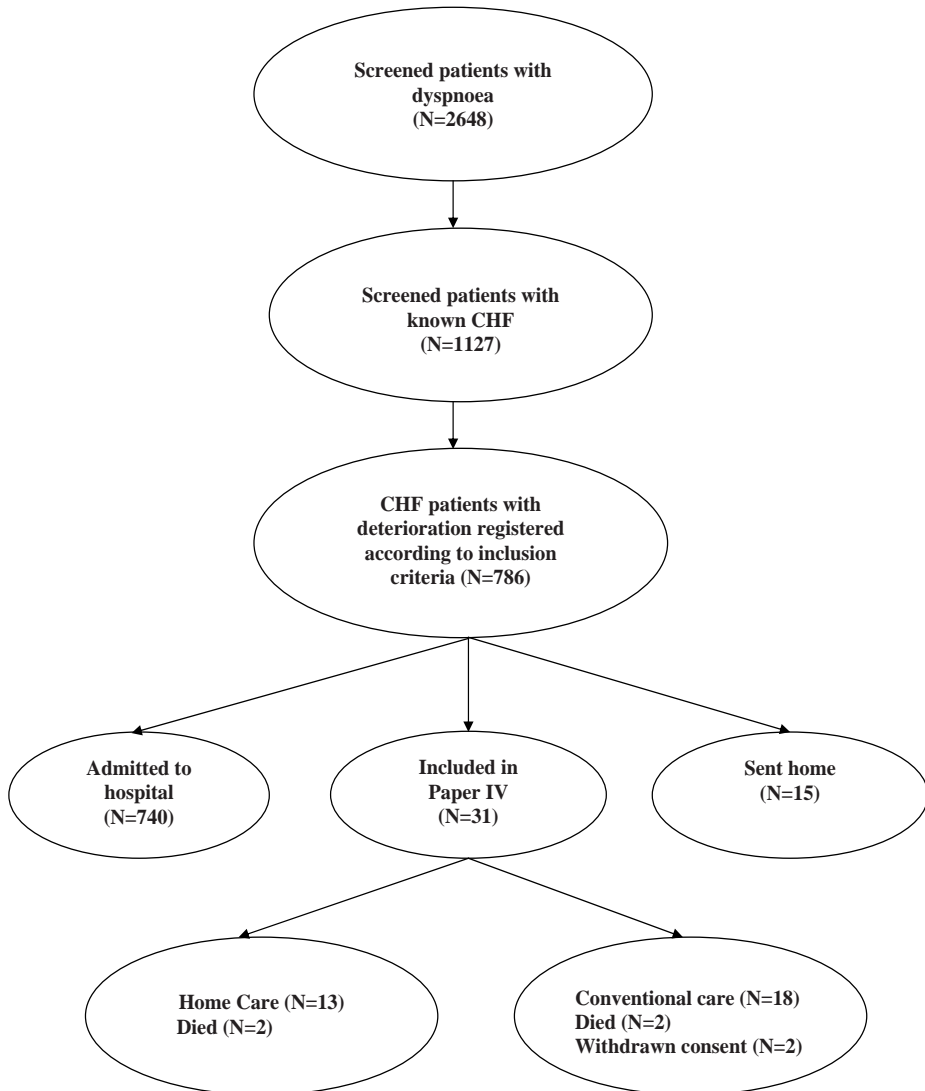 Screened patients with
dyspnoea
(N=2648)
Screened patients with
known CHF
(N=1127)
CHF patients with
deterioration registered
according to inclusion
criteria (N=786)
Admitted to
hospital
(N=740)
Included in
Paper IV
(N=31)
Sent home
(N=15)
Home Care (N=13)
Died (N=2)
Conventional care (N=18)
Died (N=2)
Withdrawn consent (N=2)